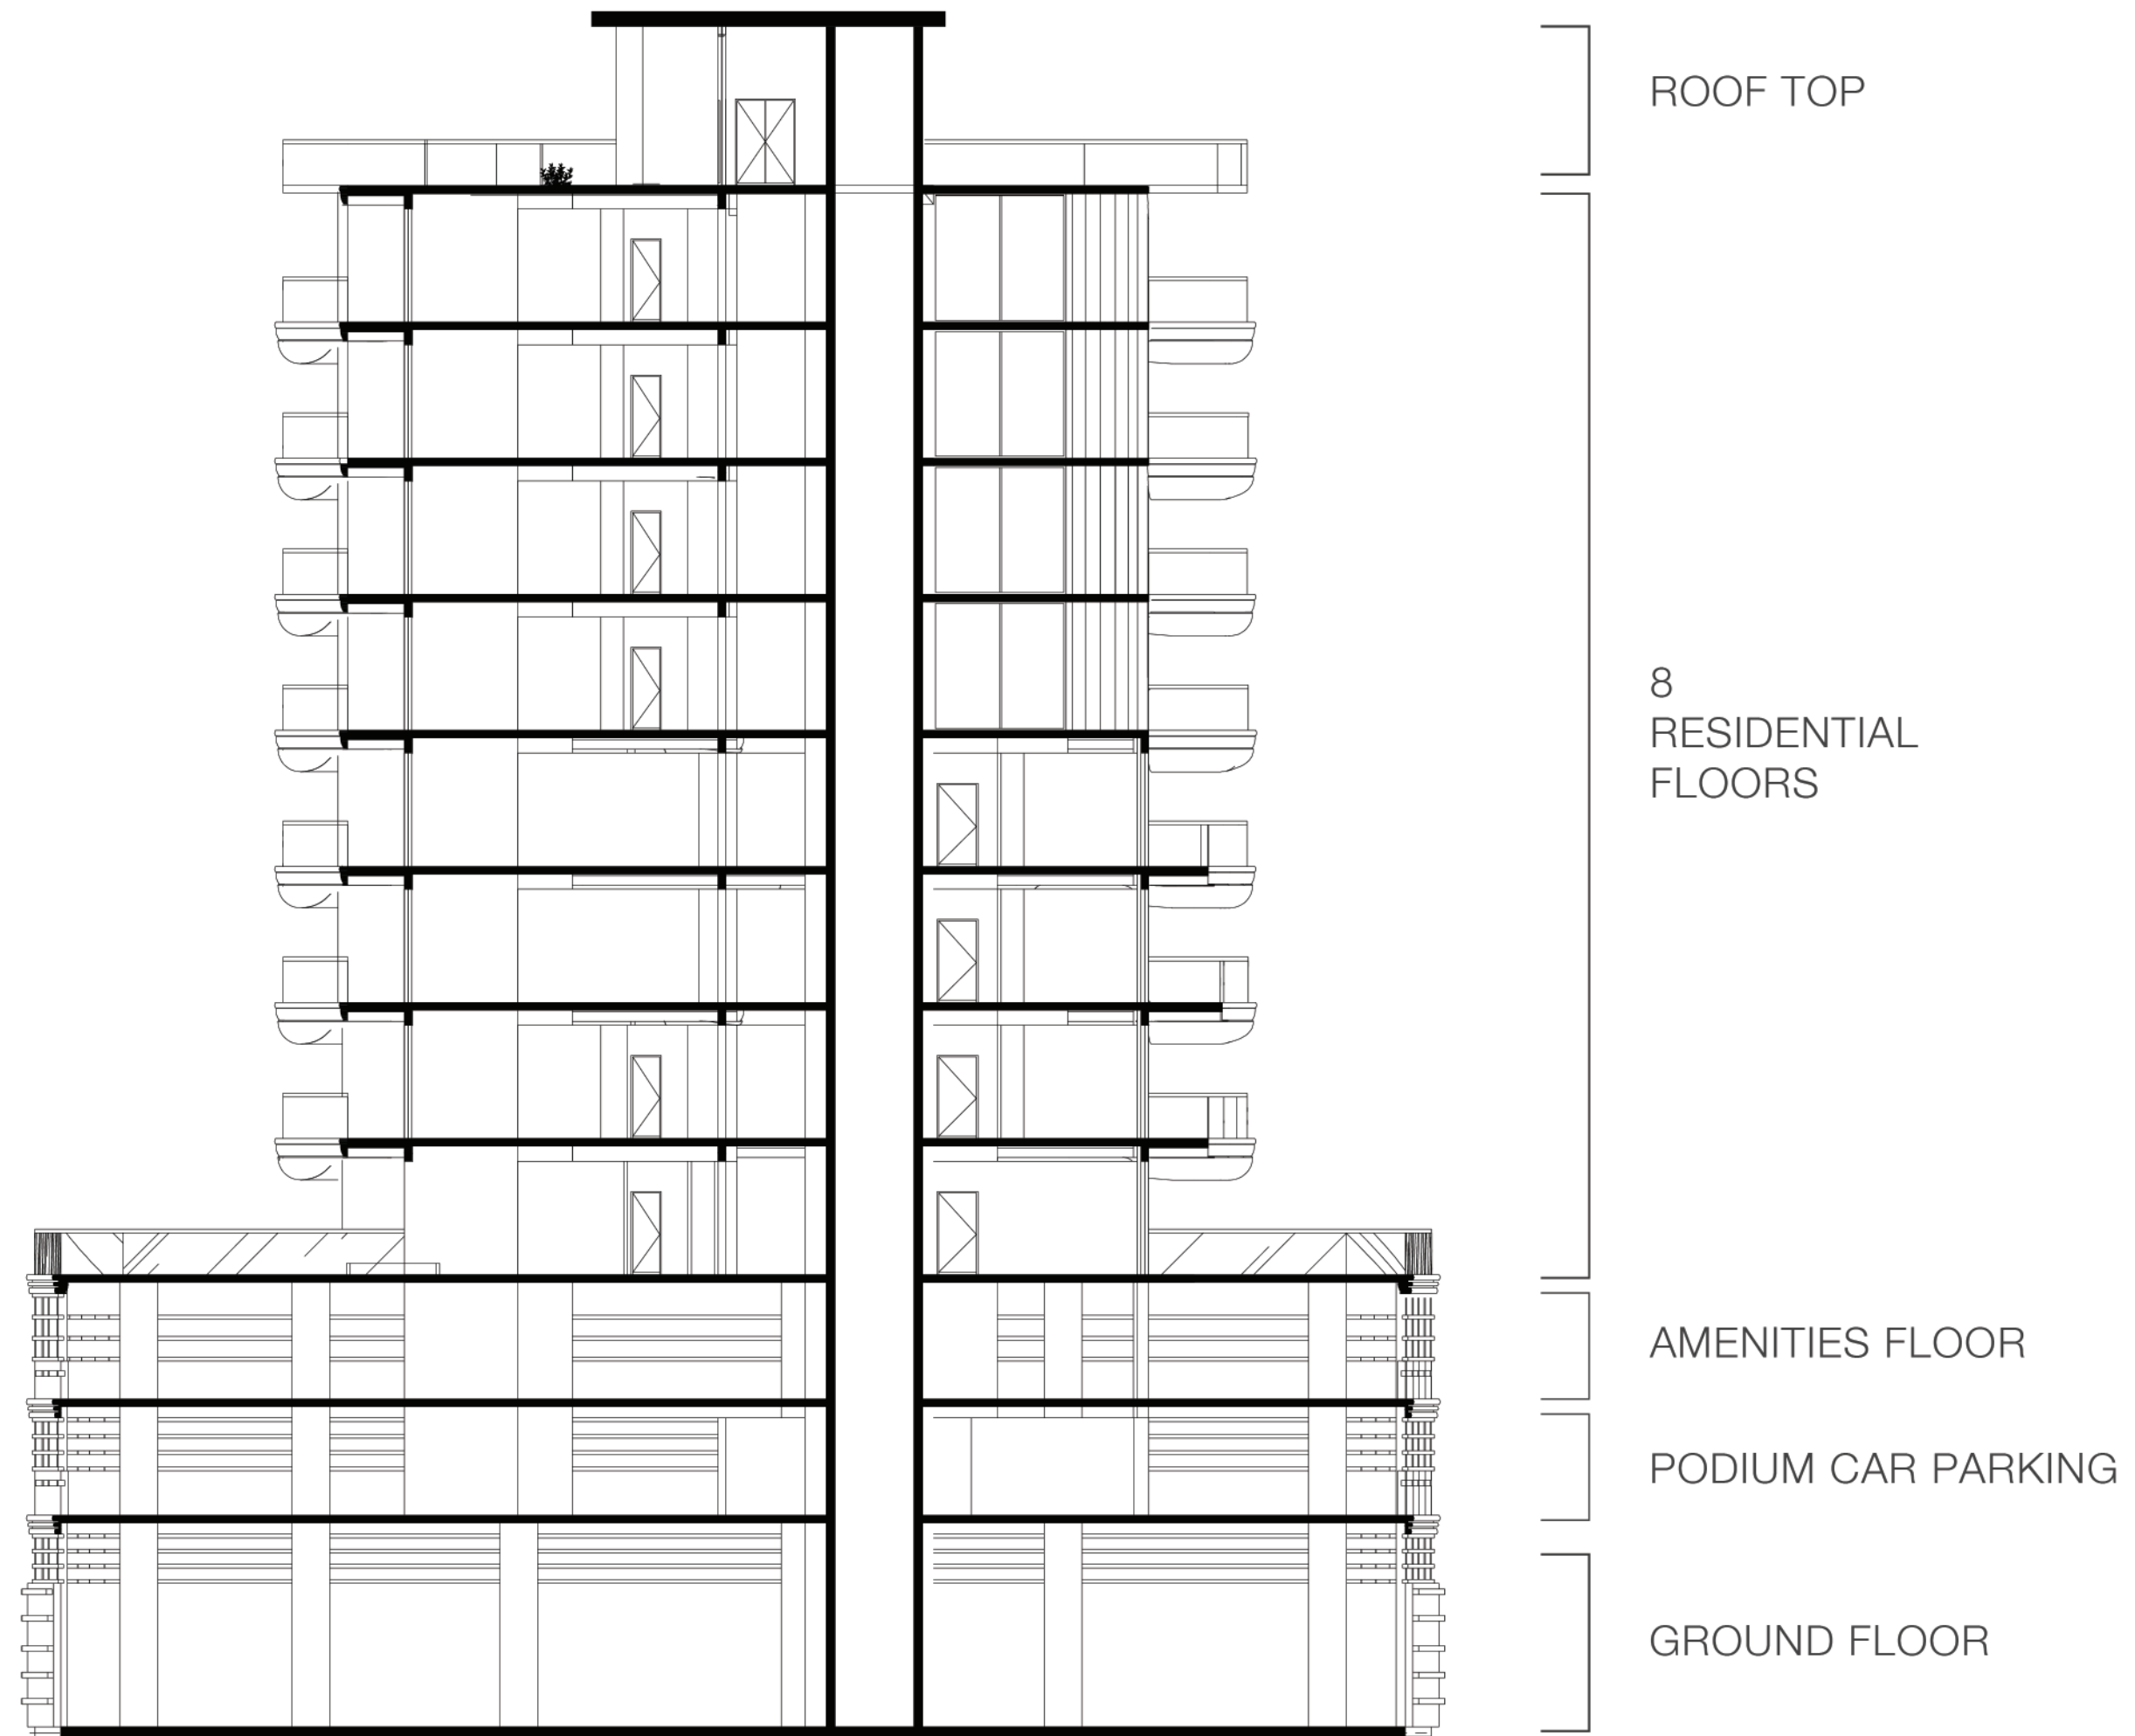 ROOF TOP
8
RESIDENTIAL
FLOORS
AMENITIES FLOOR
PODIUM CAR PARKING
GROUND FLOOR